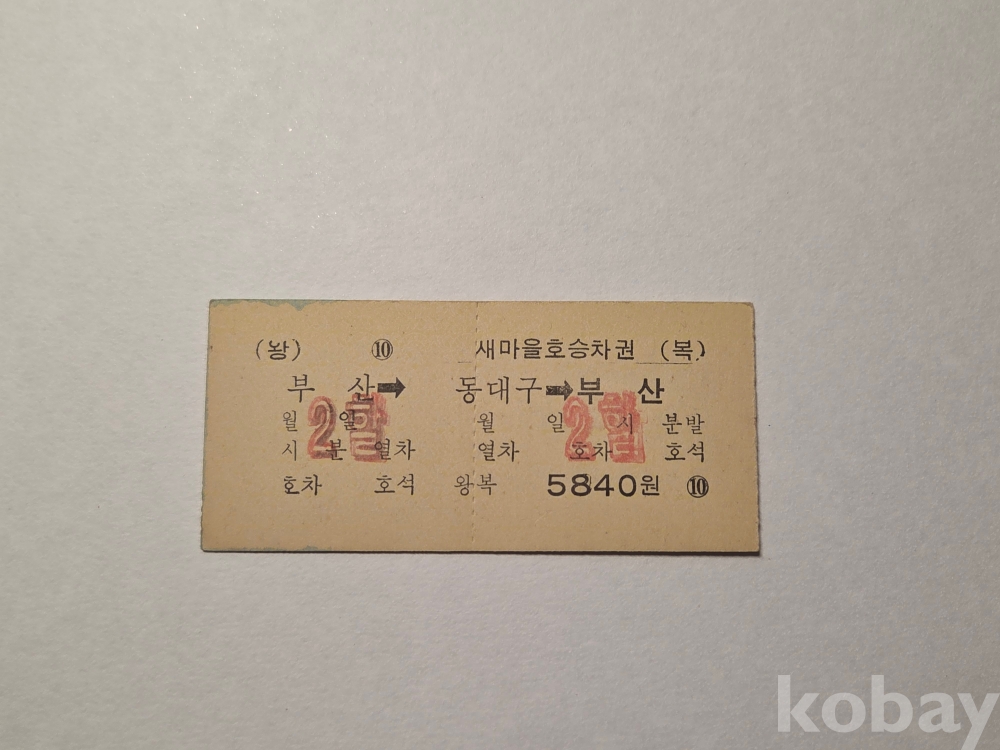 (왕) ⑩ 새마을호승차권 (복)
부 산➡ 동대구➡부 산
월 일 월 일 시 분발
2할 2할
시 분 열차 열차 호차 호석
호차 호석 왕복 5840원 ⑩
kobay